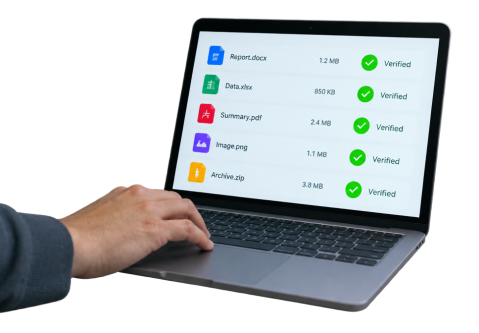 Report.docx 1.2 MB Verified
Data.xlsx 850 KB Verified
Summary.pdf 2.4 MB Verified
Image.png 1.1 MB Verified
Archive.zip 3.8 MB Verified